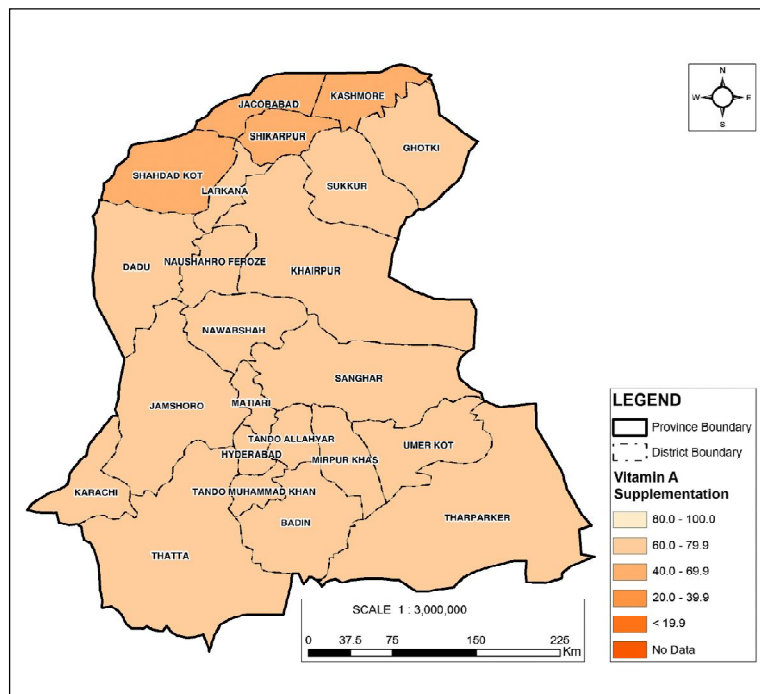 N
W E
S
KASHMORE
JACOBABAD
SHIKARPUR
GHOTKI
SHAHDAD KOT
LARKANA
SUKKUR
DADU
NAUSHAHRO FEROZE
KHAIRPUR
NAWARSHAH
SANGHAR
JAMSHORO
MATIARI
TANDO ALLAHYAR
UMER KOT
HYDERABAD
MIRPUR KHAS
KARACHI
TANDO MUHAMMAD KHAN
BADIN
THARPARKER
THATTA
LEGEND
Province Boundary
District Boundary
Vitamin A
Supplementation
80.0 - 100.0
60.0 - 79.9
40.0 - 69.9
20.0 - 39.9
< 19.9
No Data
SCALE 1 : 3,000,000
0 37.5 75 150 225
Km